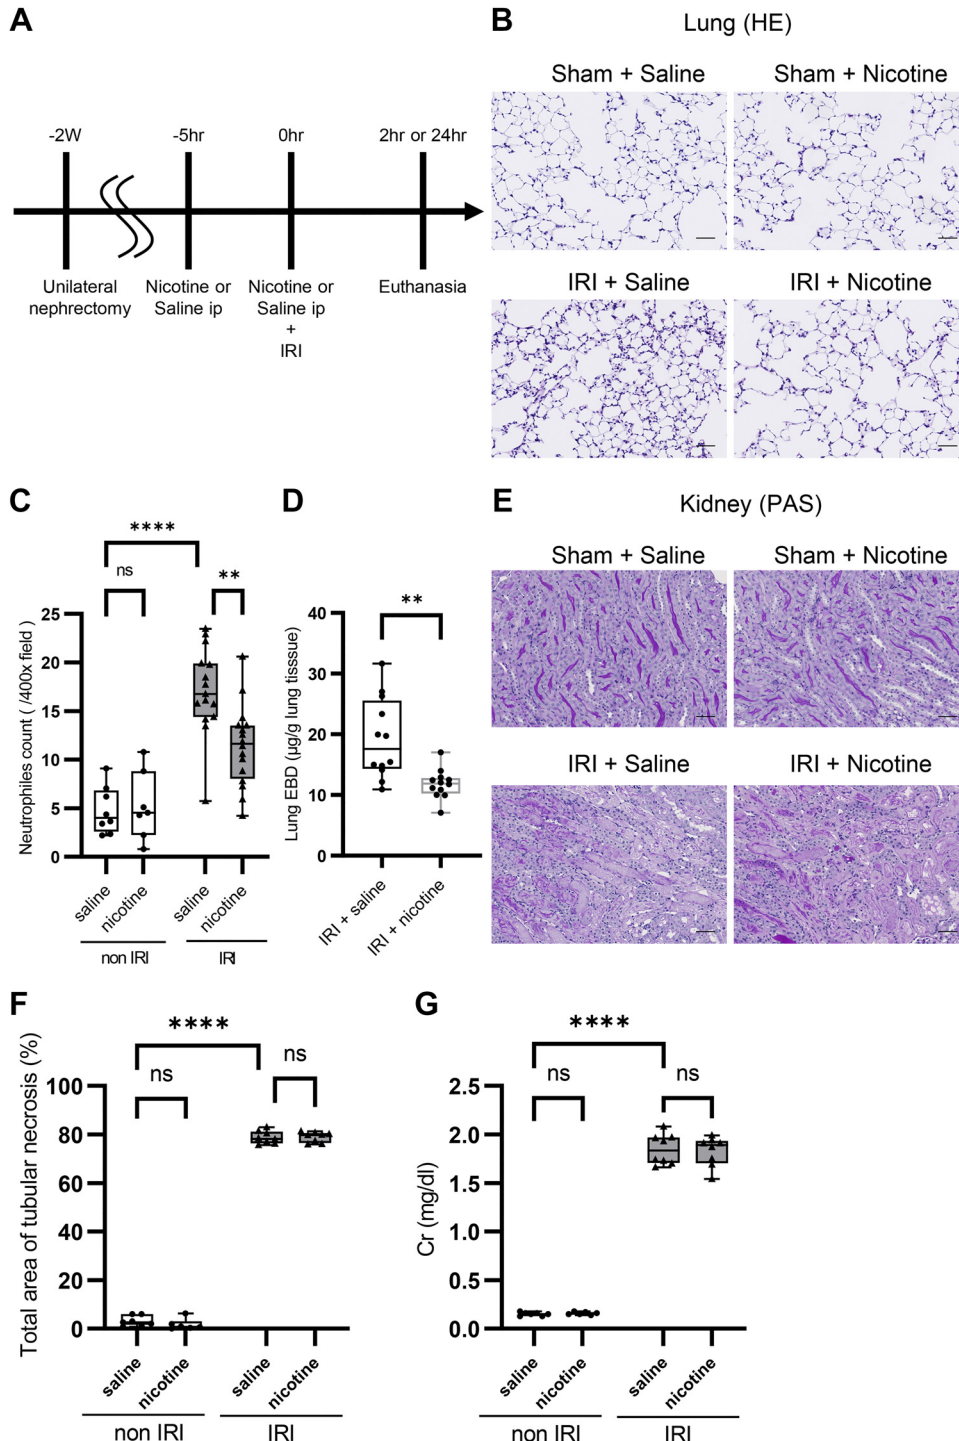 A
-2W
-5hr
0hr
2hr or 24hr
Unilateral
nephrectomy
Nicotine or
Saline ip
Nicotine or
Saline ip
+
IRI
Euthanasia
B
Lung (HE)
Sham + Saline
Sham + Nicotine
IRI + Saline
IRI + Nicotine
C
****
ns
**
Neutrophiles count ( /400x field )
25
20
15
10
5
0
saline
nicotine
saline
nicotine
non IRI
IRI
D
**
Lung EBD (µg/g lung tisssue)
40
30
20
10
0
IRI + saline
IRI + nicotine
E
Kidney (PAS)
Sham + Saline
Sham + Nicotine
IRI + Saline
IRI + Nicotine
F
****
ns
ns
Total area of tubular necrosis (%)
100
80
60
40
20
0
saline
nicotine
saline
nicotine
non IRI
IRI
G
****
ns
ns
Cr (mg/dl)
2.5
2.0
1.5
1.0
0.5
0.0
saline
nicotine
saline
nicotine
non IRI
IRI